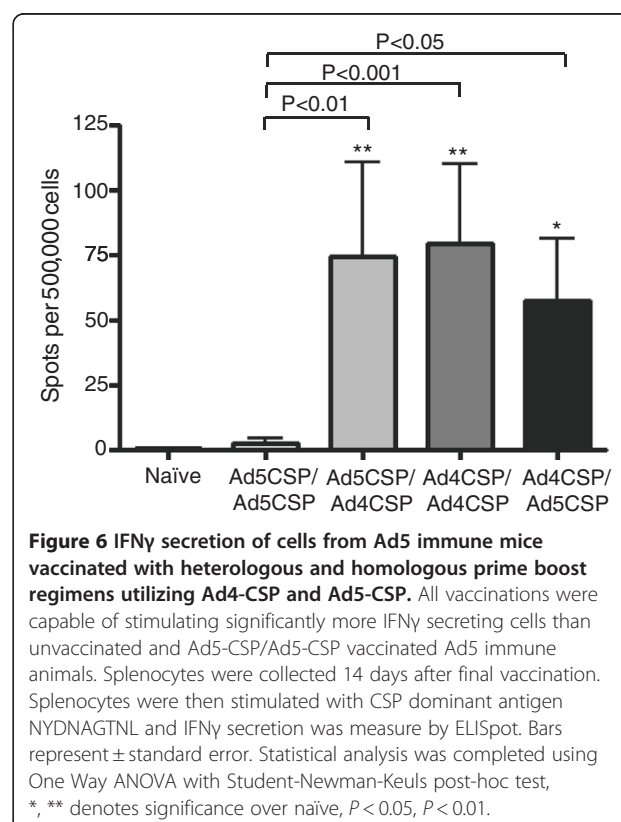 P<0.05
P<0.001
P<0.01
125
100
75
50
25
0
Spots per 500,000 cells
** ** *
Naïve Ad5CSP/ Ad5CSP/ Ad4CSP/ Ad4CSP/
Ad5CSP Ad4CSP Ad4CSP Ad5CSP
Figure 6 IFNγ secretion of cells from Ad5 immune mice
vaccinated with heterologous and homologous prime boost
regimens utilizing Ad4-CSP and Ad5-CSP. All vaccinations were
capable of stimulating significantly more IFNγ secreting cells than
unvaccinated and Ad5-CSP/Ad5-CSP vaccinated Ad5 immune
animals. Splenocytes were collected 14 days after final vaccination.
Splenocytes were then stimulated with CSP dominant antigen
NYDNAGTNL and IFNγ secretion was measure by ELISpot. Bars
represent ± standard error. Statistical analysis was completed using
One Way ANOVA with Student-Newman-Keuls post-hoc test,
*, ** denotes significance over naïve, P < 0.05, P < 0.01.